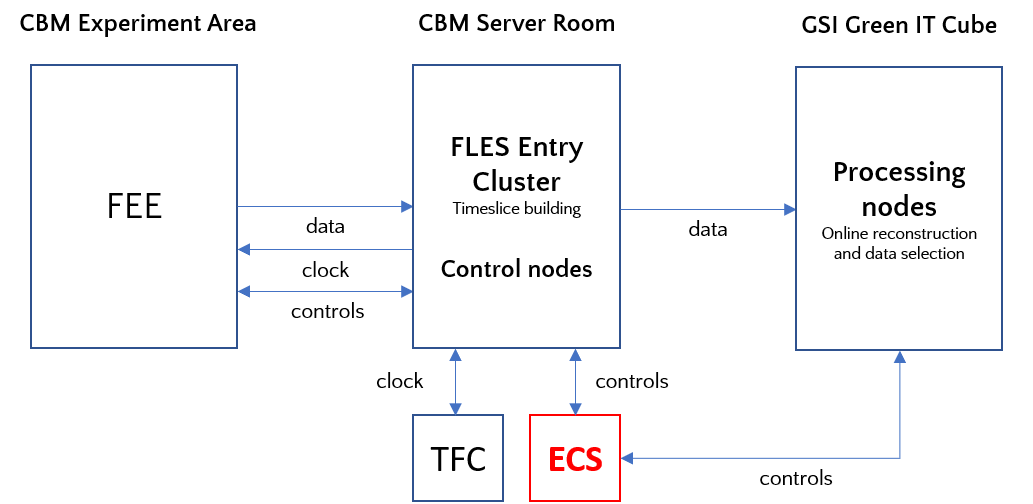 CBM Experiment Area
CBM Server Room
GSI Green IT Cube
FEE
data
clock
controls
FLES Entry
Cluster
Timeslice building
Control nodes
data
Processing
nodes
Online reconstruction
and data selection
clock
controls
TFC
ECS
controls